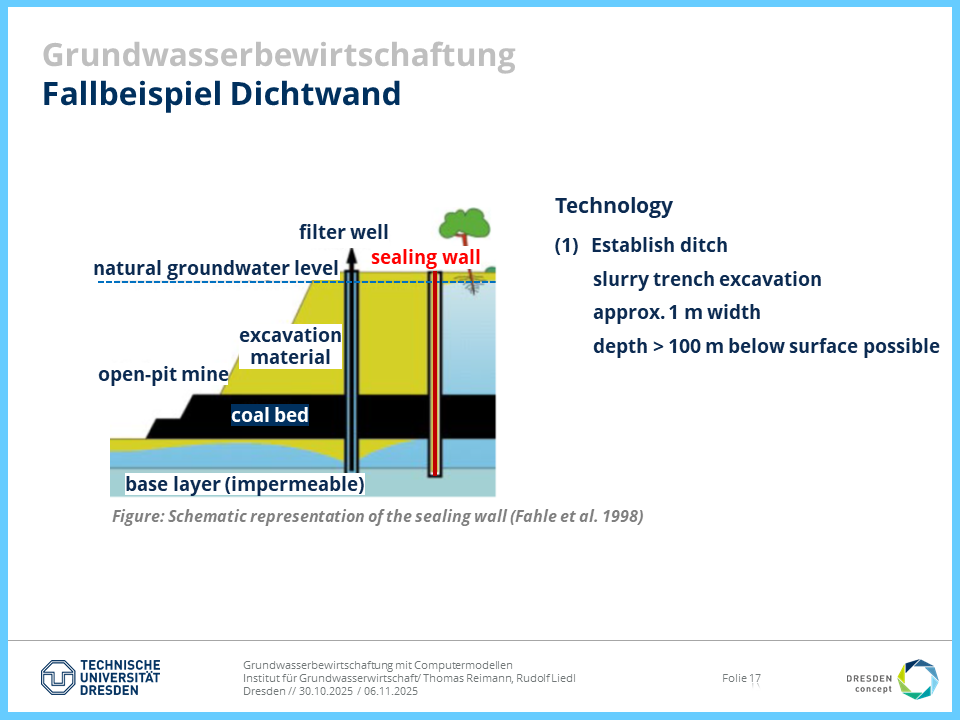 Grundwasserbewirtschaftung
Fallbeispiel Dichtwand
filter well
sealing wall
natural groundwater level
excavation
material
open-pit mine
coal bed
base layer (impermeable)
Figure: Schematic representation of the sealing wall (Fahle et al. 1998)
Technology
(1) Establish ditch
slurry trench excavation
approx. 1 m width
depth > 100 m below surface possible
TECHNISCHE
UNIVERSITÄT
DRESDEN
Grundwasserbewirtschaftung mit Computermodellen
Institut für Grundwasserwirtschaft/ Thomas Reimann, Rudolf Liedl
Dresden // 30.10.2025 / 06.11.2025
Folie 17
DRESDEN
concept